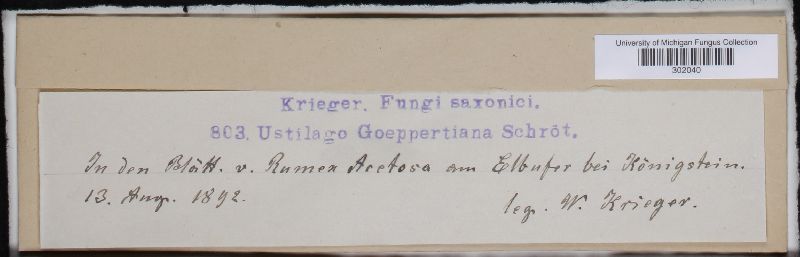 University of Michigan Fungus Collection
302040
Krieger. Fungi saxonici.
803. Ustilago Goeppertiana Schröt.
In den Blätt. v. Rumex Acetosa am Elbufer bei Königstein.
13. Aug. 1892.
leg. W. Krieger.